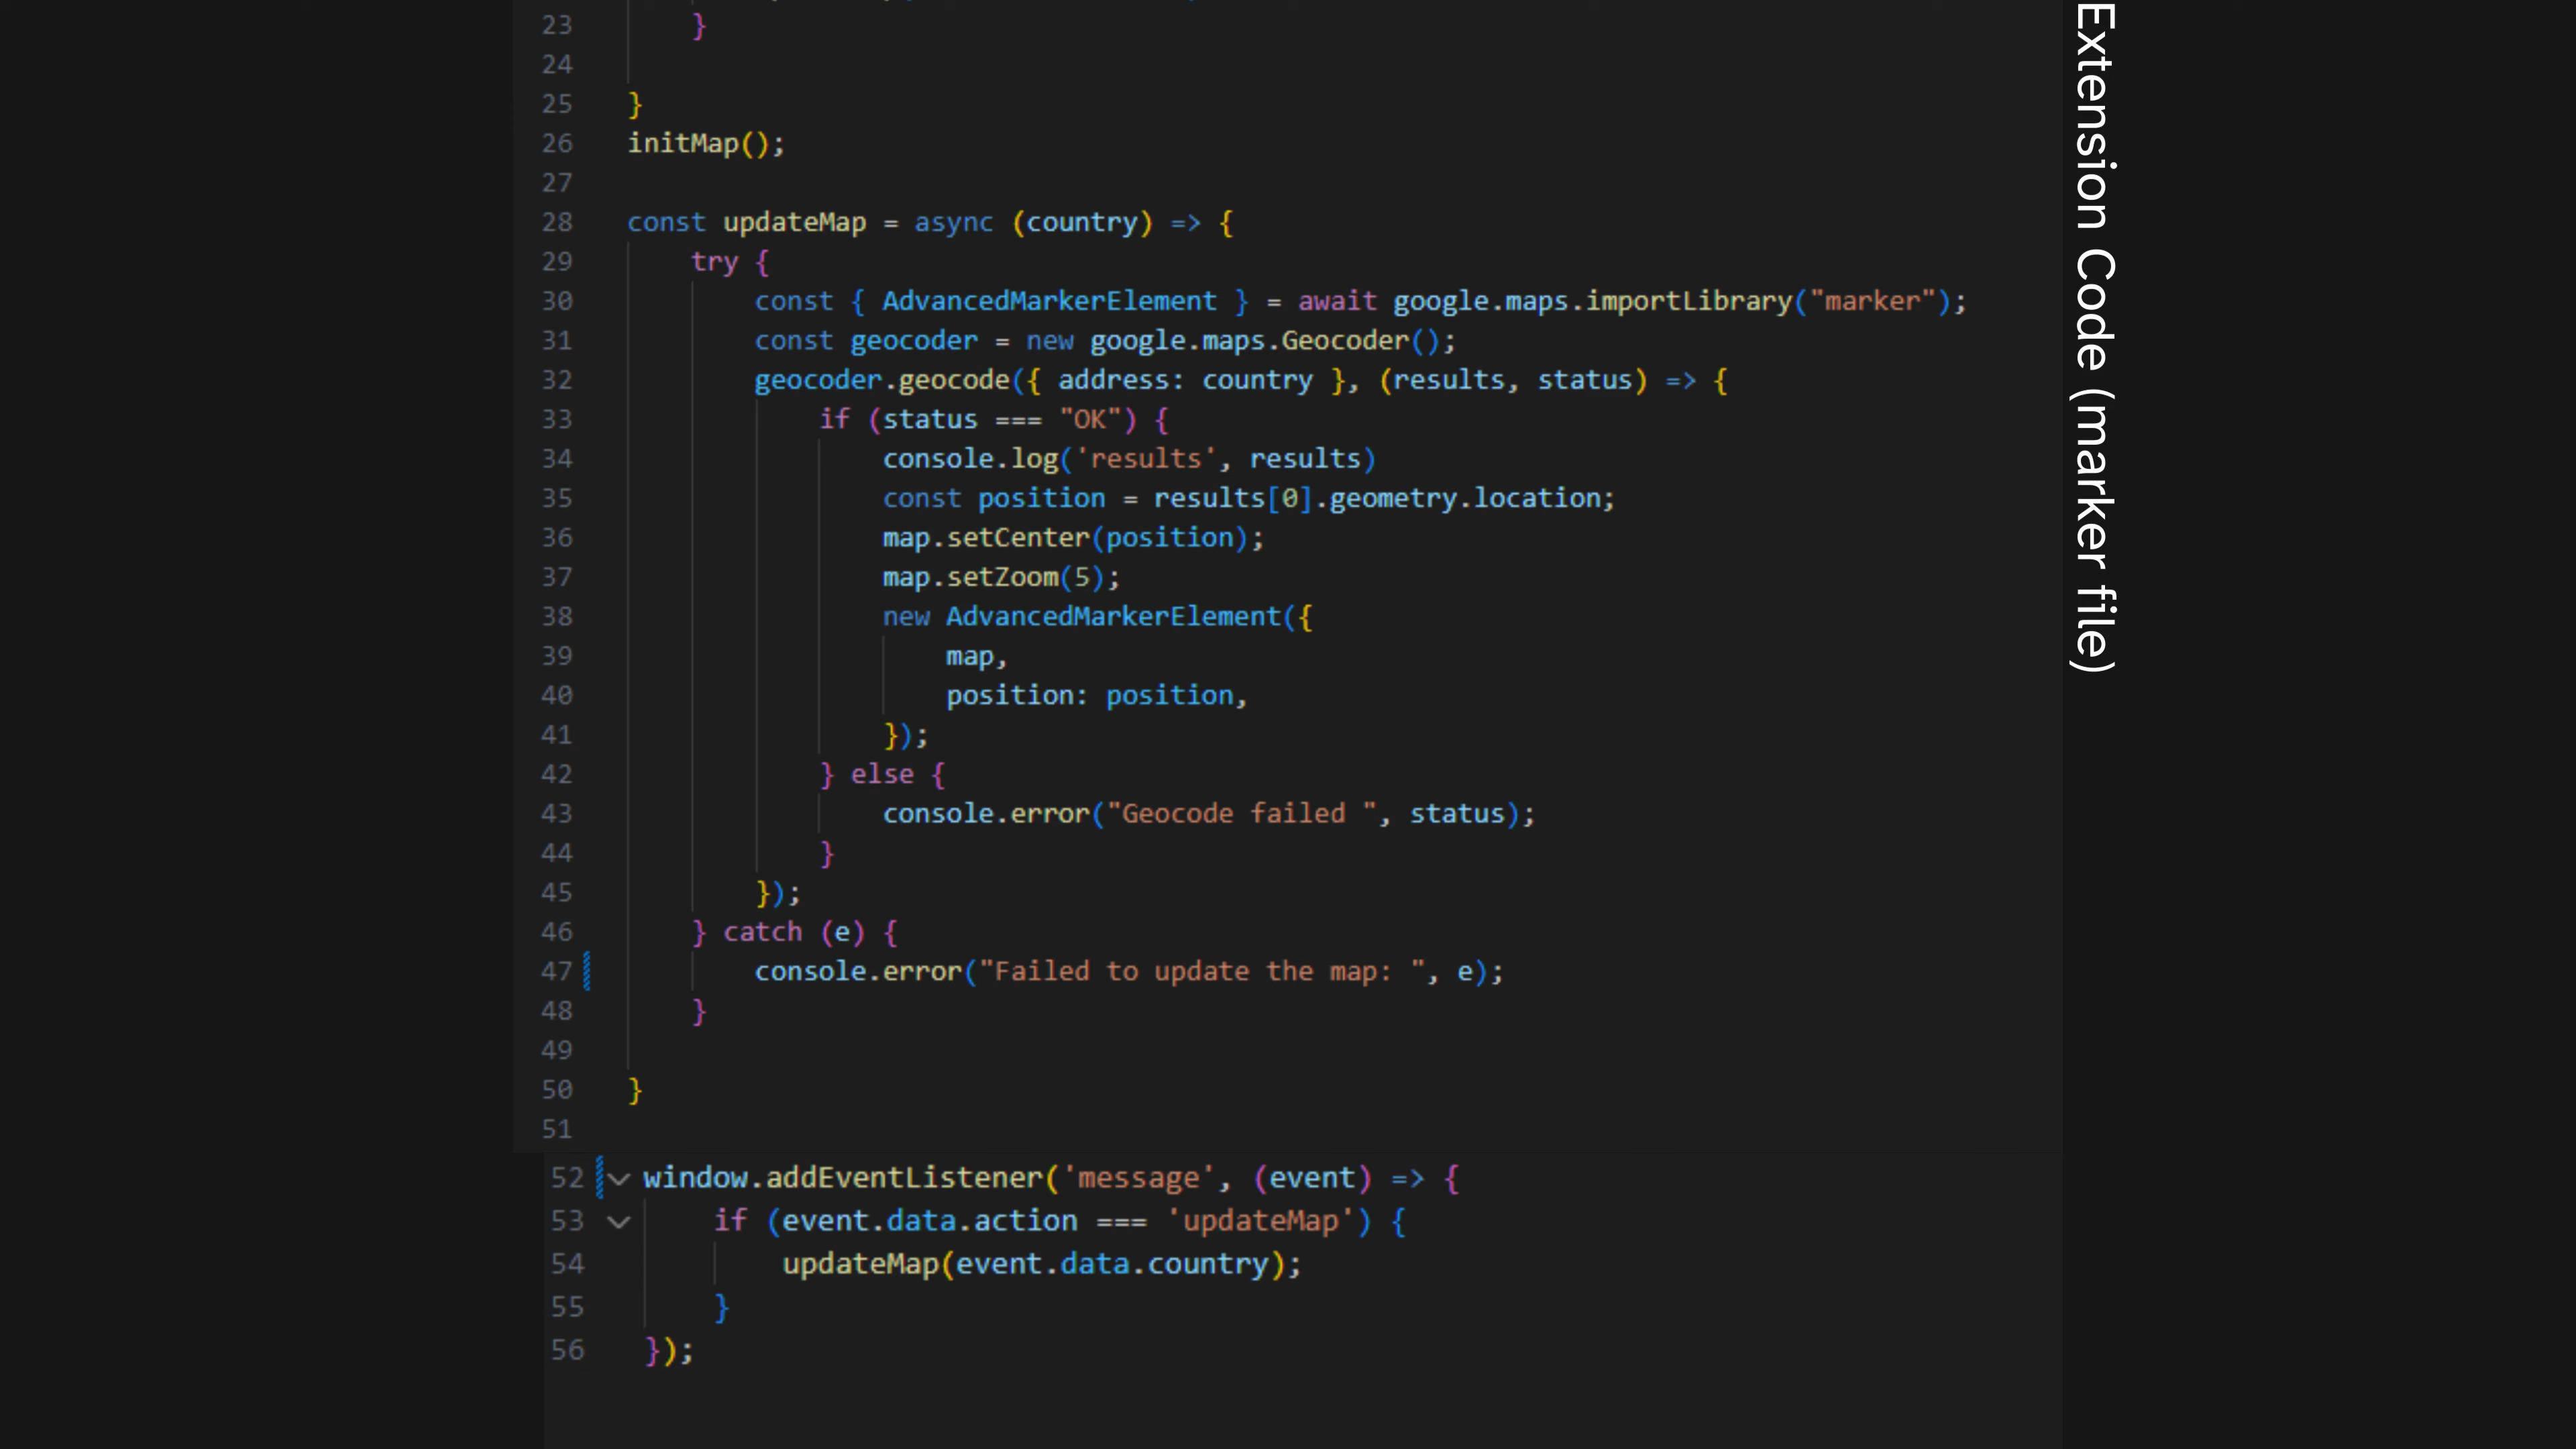 23 }
24
25 }
26 initMap();
27
28 const updateMap = async (country) => {
29 try {
30 const { AdvancedMarkerElement } = await google.maps.importLibrary("marker");
31 const geocoder = new google.maps.Geocoder();
32 geocoder.geocode({ address: country }, (results, status) => {
33 if (status === "OK") {
34 console.log('results', results)
35 const position = results[0].geometry.location;
36 map.setCenter(position);
37 map.setZoom(5);
38 new AdvancedMarkerElement({
39 map,
40 position: position,
41 });
42 } else {
43 console.error("Geocode failed ", status);
44 }
45 });
46 } catch (e) {
47 console.error("Failed to update the map: ", e);
48 }
49
50 }
51
52 window.addEventListener('message', (event) => {
53 if (event.data.action === 'updateMap') {
54 updateMap(event.data.country);
55 }
56 });
Extension Code (marker file)